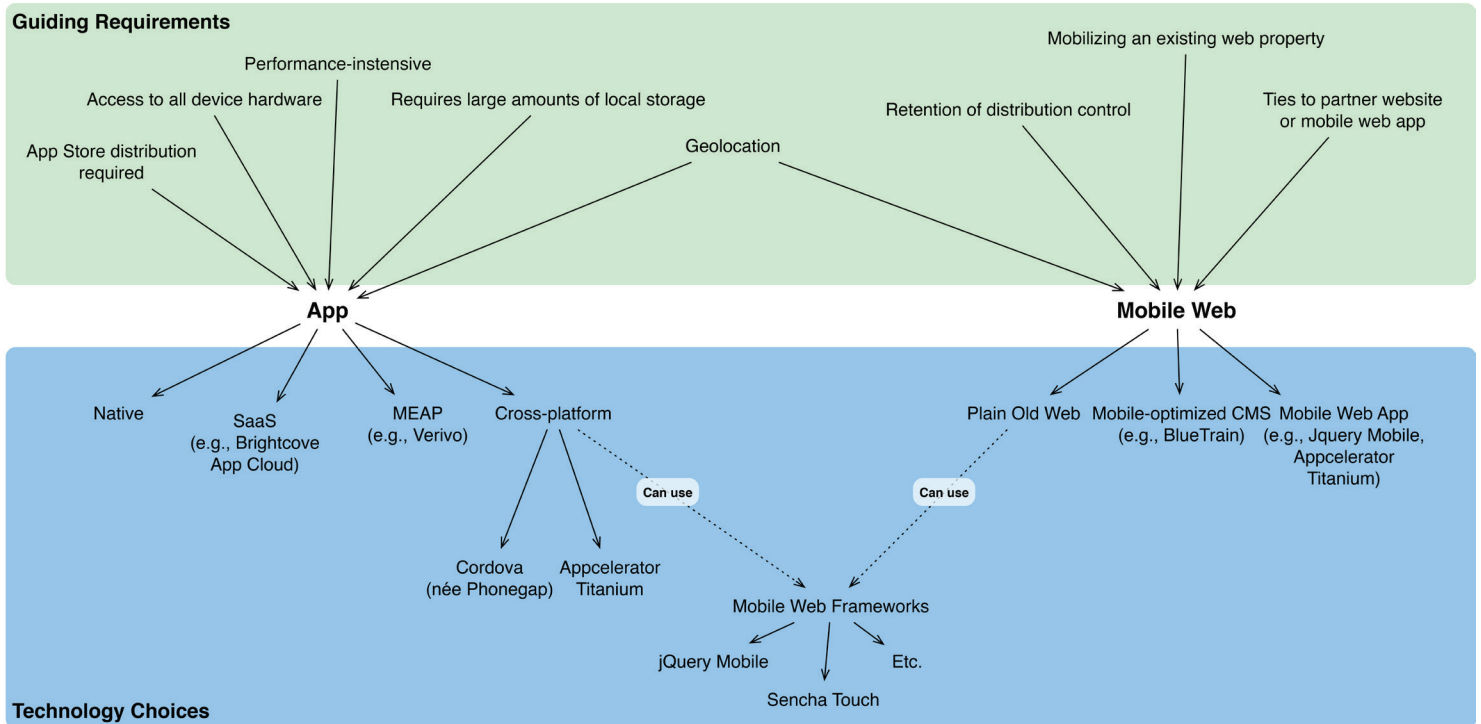 Guiding Requirements
Mobilizing an existing web property
Performance-instensive
Access to all device hardware
Requires large amounts of local storage
Retention of distribution control
Ties to partner website
or mobile web app
App Store distribution
required
Geolocation
App
Mobile Web
Native
SaaS
(e.g., Brightcove
App Cloud)
MEAP
(e.g., Verivo)
Cross-platform
Plain Old Web
Mobile-optimized CMS
(e.g., BlueTrain)
Mobile Web App
(e.g., Jquery Mobile,
Appcelerator
Titanium)
Can use
Can use
Cordova
(née Phonegap)
Appcelerator
Titanium
Mobile Web Frameworks
jQuery Mobile
Etc.
Sencha Touch
Technology Choices